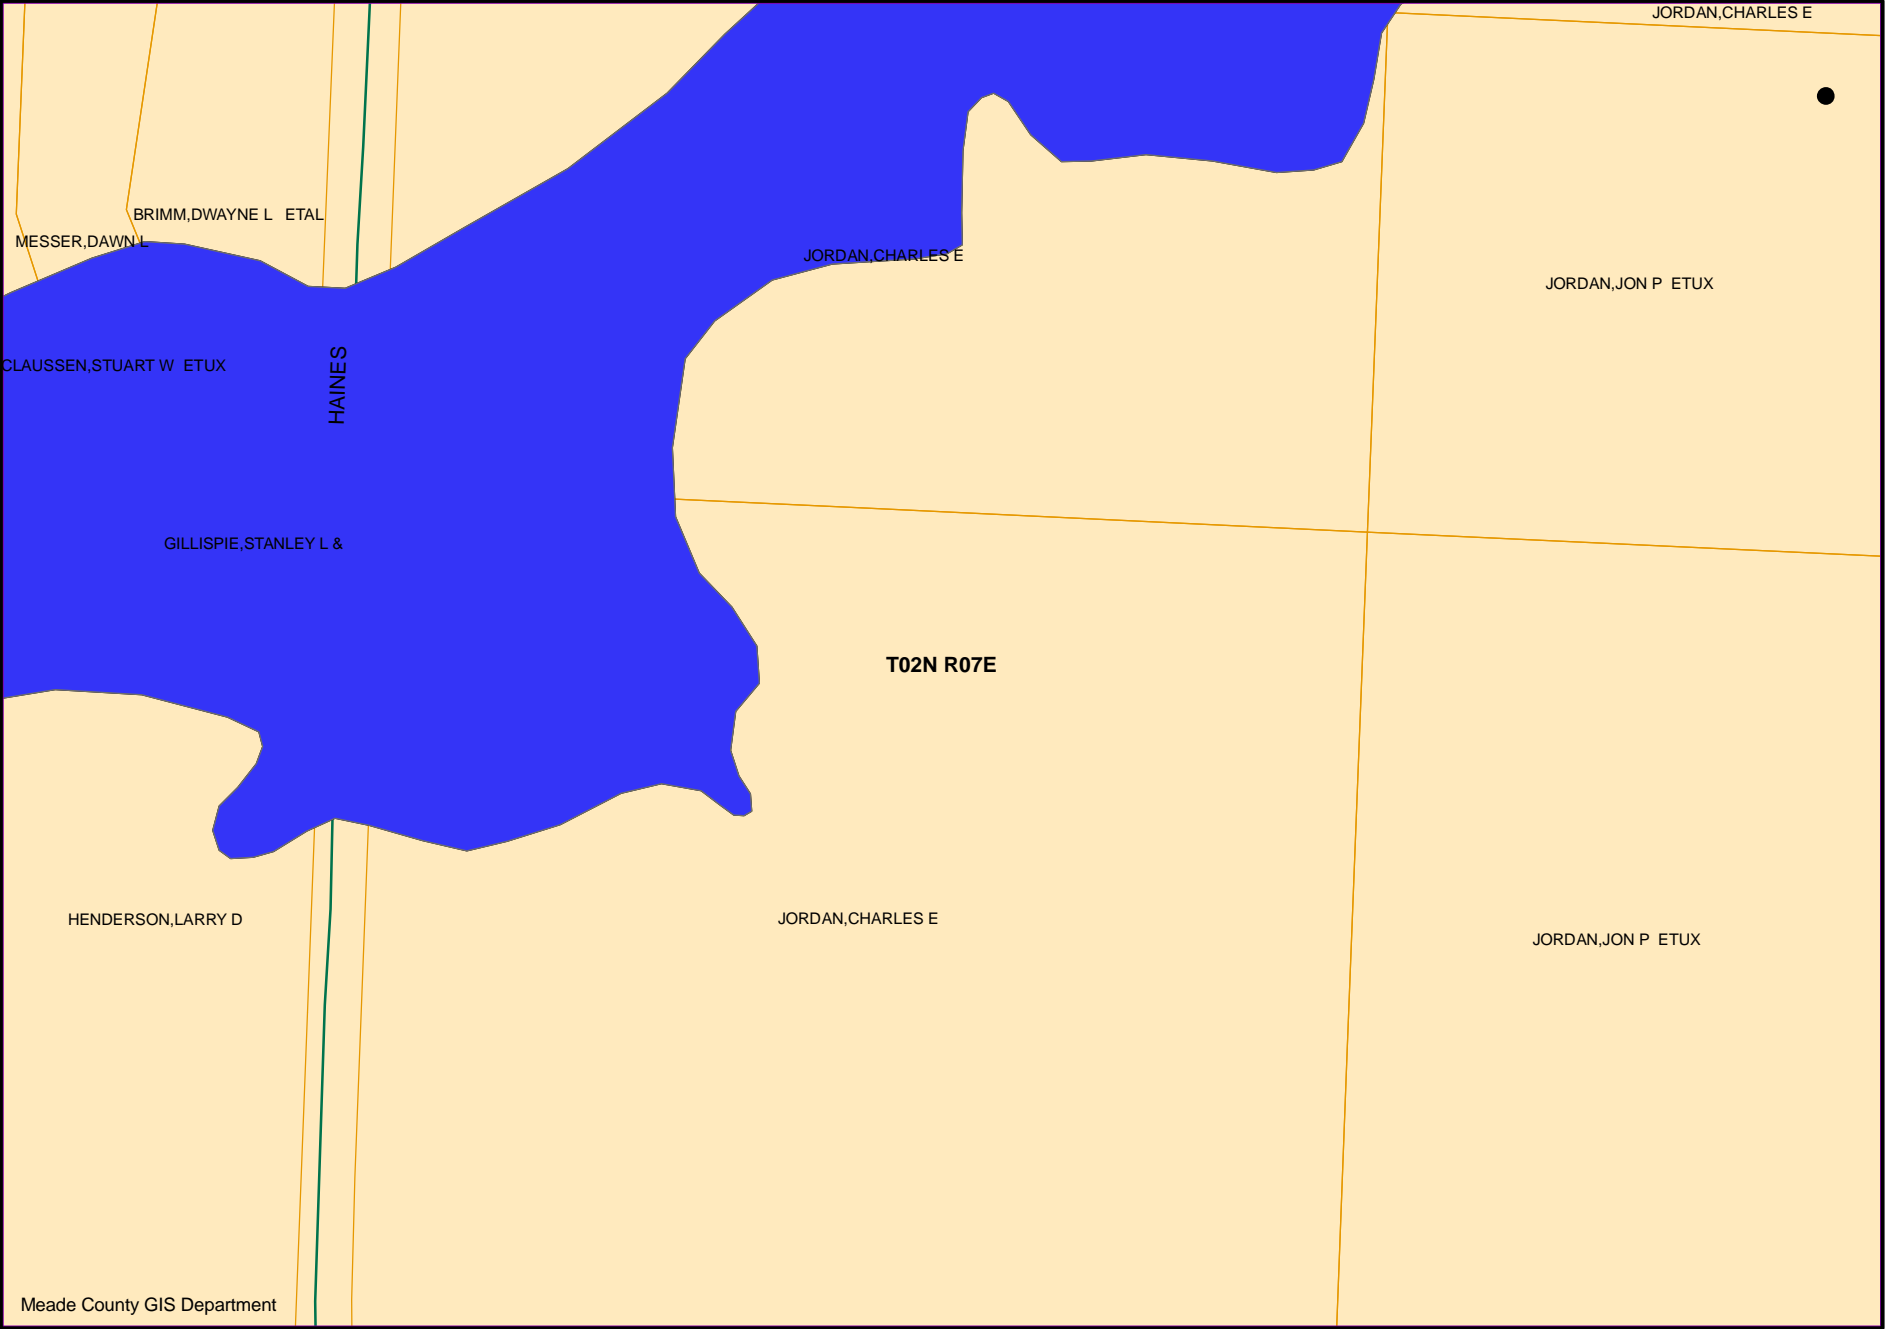 JORDAN,CHARLES E
BRIMM,DWAYNE L ETAL
MESSER,DAWN L
JORDAN,CHARLES E
JORDAN,JON P ETUX
CLAUSSEN,STUART W ETUX
HAINES
GILLISPIE,STANLEY L &
T02N R07E
HENDERSON,LARRY D
JORDAN,CHARLES E
JORDAN,JON P ETUX
Meade County GIS Department